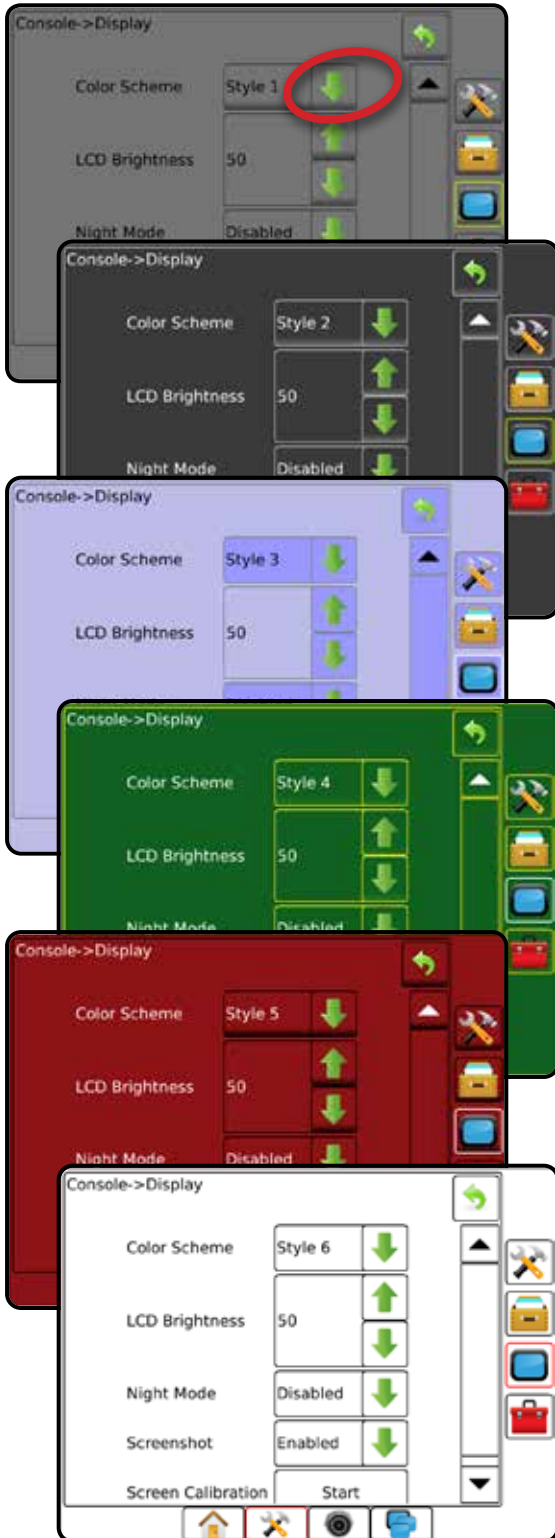 Console->Display
Color Scheme Style 1
LCD Brightness 50
Night Mode Disabled
Console->Display
Color Scheme Style 2
LCD Brightness 50
Night Mode Disabled
Console->Display
Color Scheme Style 3
LCD Brightness 50
Console->Display
Color Scheme Style 4
LCD Brightness 50
Night Mode Disabled
Console->Display
Color Scheme Style 5
LCD Brightness 50
Night Mode Disabled
Console->Display
Color Scheme Style 6
LCD Brightness 50
Night Mode Disabled
Screenshot Enabled
Screen Calibration Start